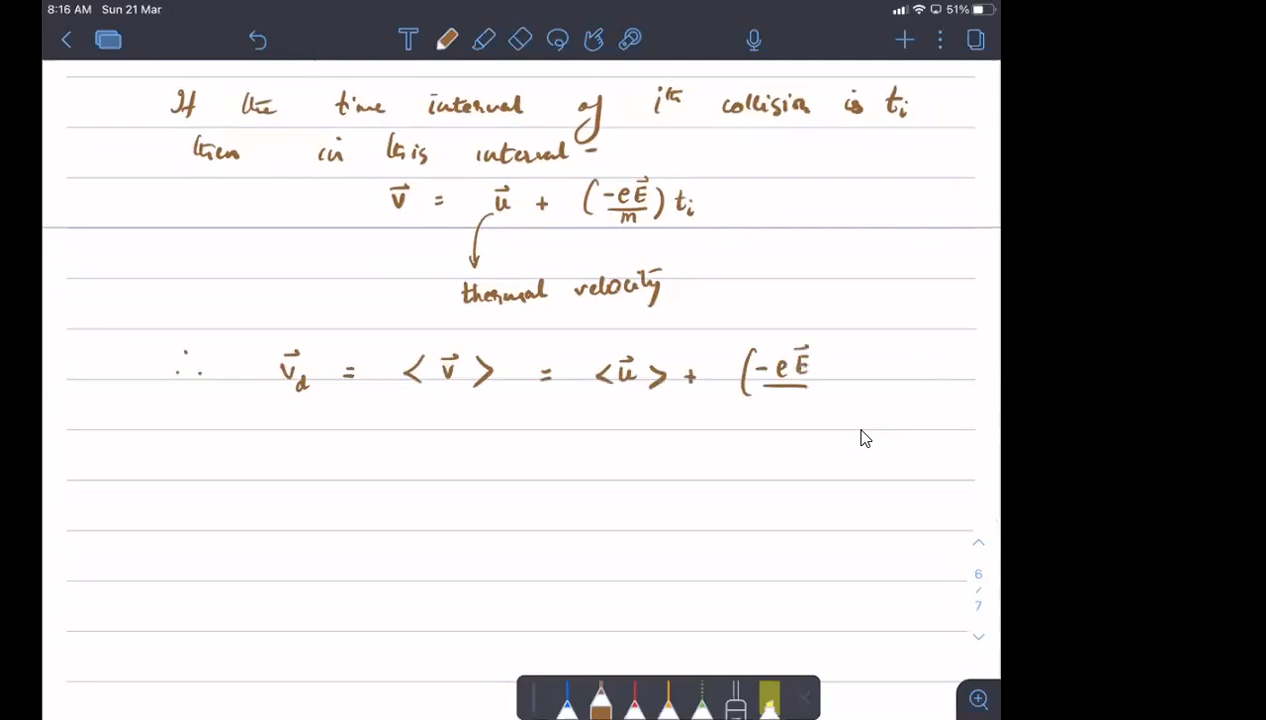 8:16 AM Sun 21 Mar 51%
T
If the time interval of iᵗʰ collision is tᵢ
then in this interval -
v⃗ = u⃗ + (-eE⃗/m) tᵢ
thermal velocity
∴ v⃗_d = < v⃗ > = <u⃗> + (-eE⃗
6
/
7